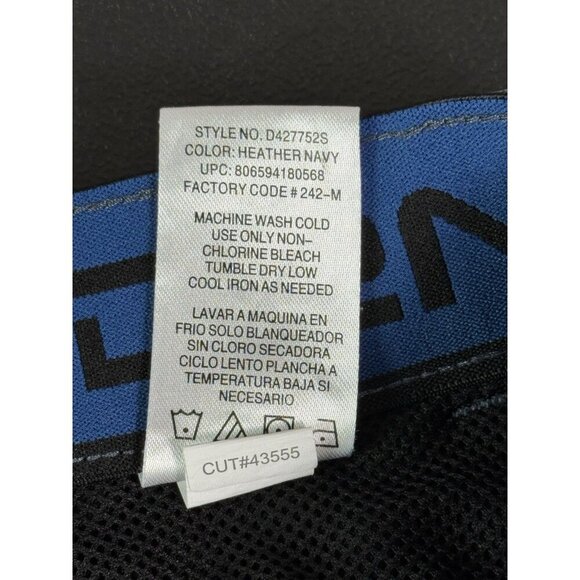 STYLE NO. D427752S
COLOR: HEATHER NAVY
UPC: 806594180568
FACTORY CODE # 242-M
MACHINE WASH COLD
USE ONLY NON-
CHLORINE BLEACH
TUMBLE DRY LOW
COOL IRON AS NEEDED
LAVAR A MAQUINA EN
FRIO SOLO BLANQUEADOR
SIN CLORO SECADORA
CICLO LENTO PLANCHA A
TEMPERATURA BAJA SI
NECESARIO
CUT#43555